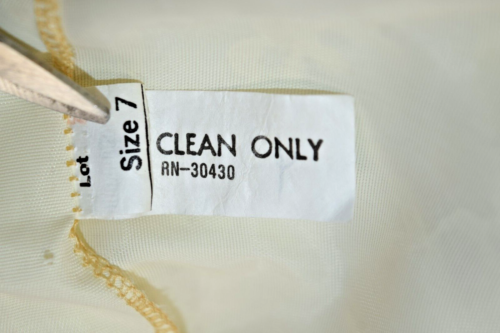 Lot
Size 7
CLEAN ONLY
RN-30430